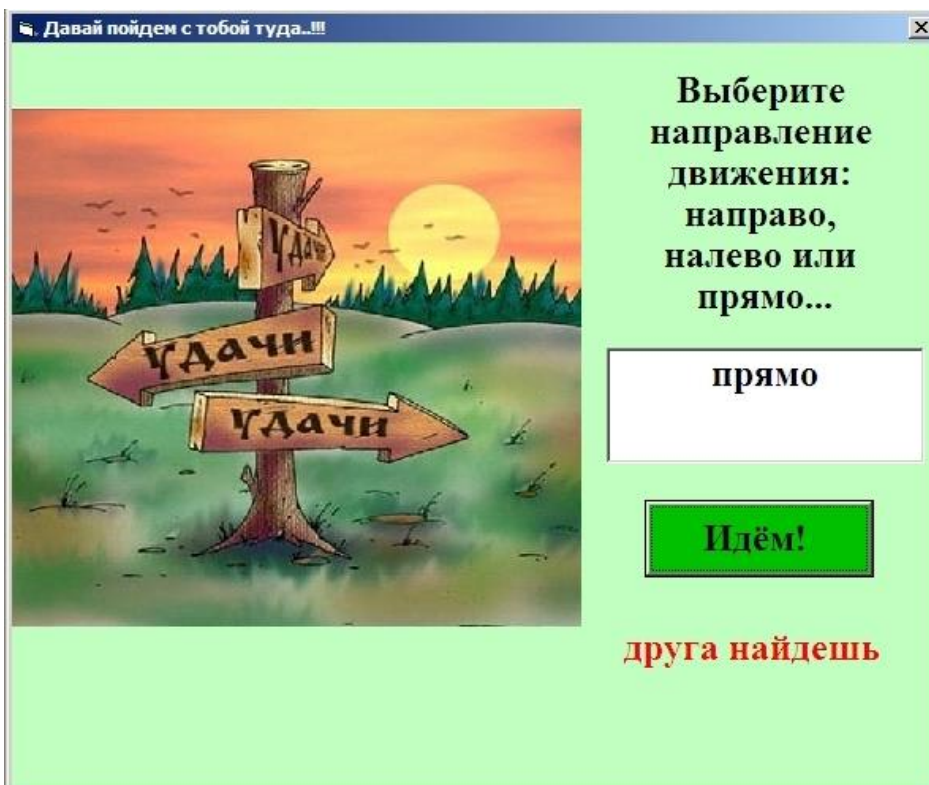 Давай пойдем с тобой туда..!!!
Удачи
Удачи
Удачи
Выберите
направление
движения:
направо,
налево или
прямо...
прямо
Идём!
друга найдешь